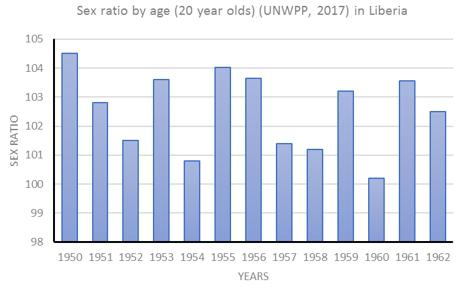 Sex ratio by age (20 year olds) (UNWPP, 2017) in Liberia
105
104
103
102
101
100
99
98
SEX RATIO
1950 1951 1952 1953 1954 1955 1956 1957 1958 1959 1960 1961 1962
YEARS